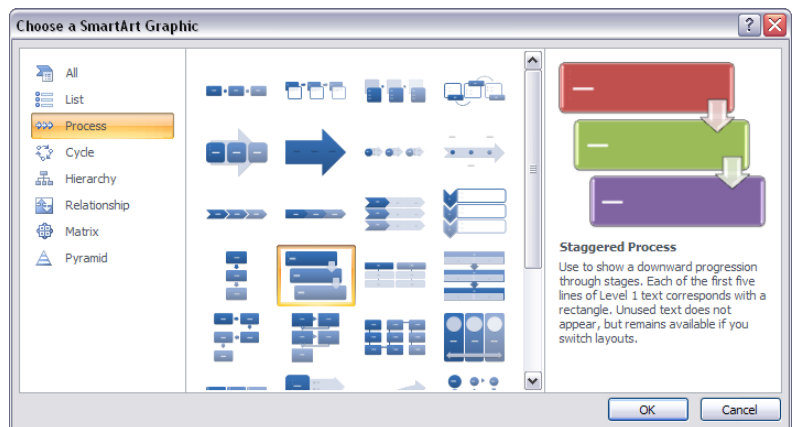 Choose a SmartArt Graphic
All
List
Process
Cycle
Hierarchy
Relationship
Matrix
Pyramid
Staggered Process
Use to show a downward progression
through stages. Each of the first five
lines of Level 1 text corresponds with a
rectangle. Unused text does not
appear, but remains available if you
switch layouts.
OK
Cancel